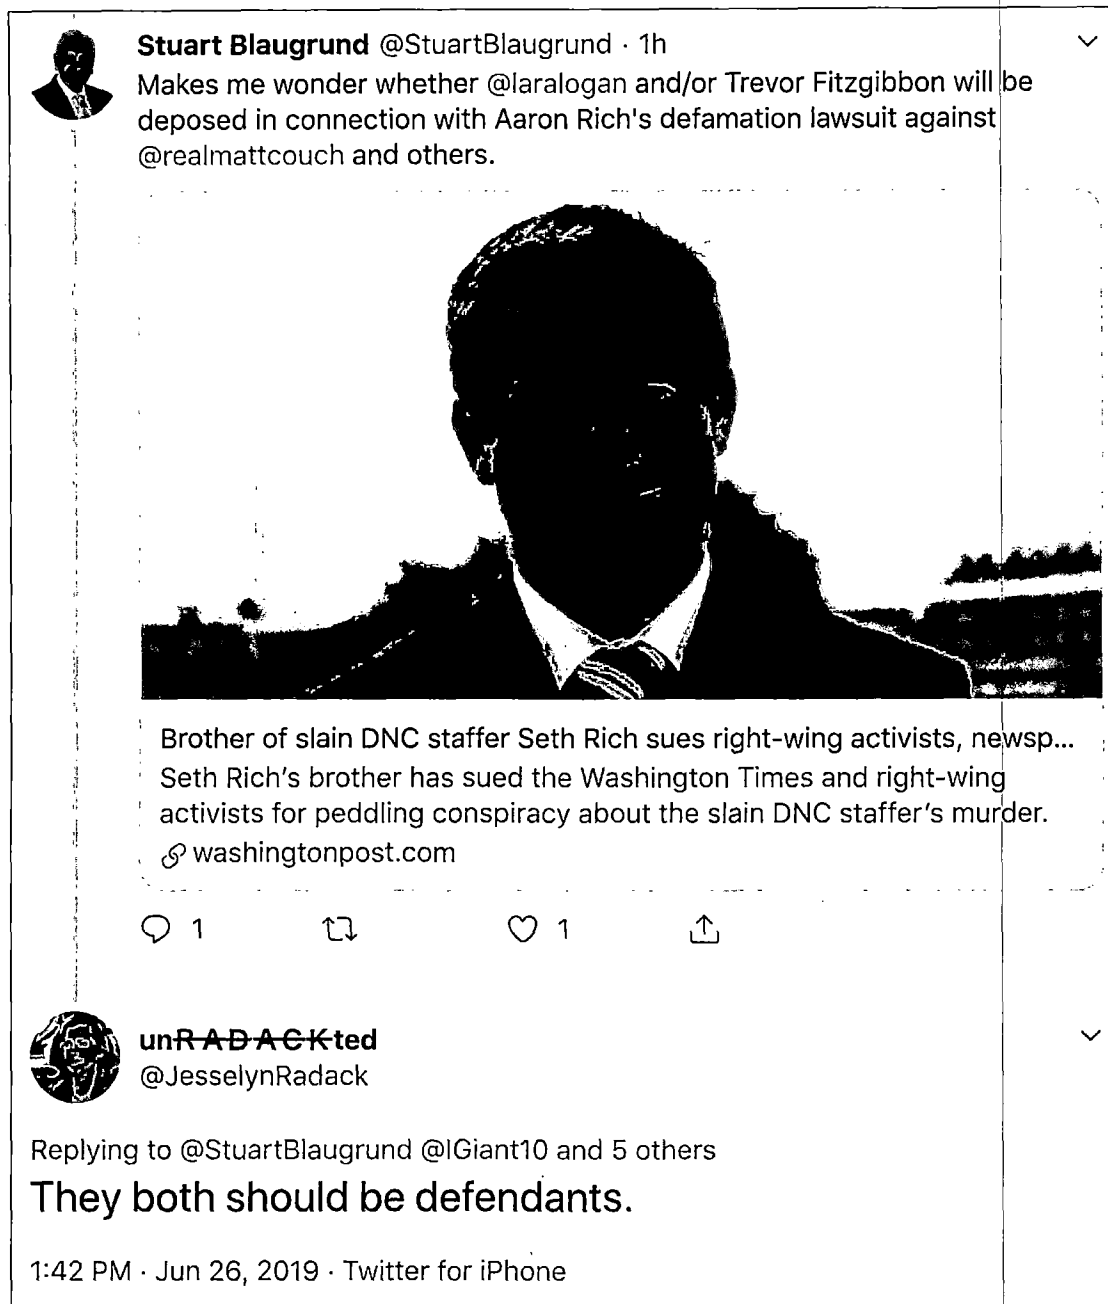 Stuart Blaugrund @StuartBlaugrund · 1h
Makes me wonder whether @laralogan and/or Trevor Fitzgibbon will be
deposed in connection with Aaron Rich's defamation lawsuit against
@realmattcouch and others.
Brother of slain DNC staffer Seth Rich sues right-wing activists, newsp...
Seth Rich's brother has sued the Washington Times and right-wing
activists for peddling conspiracy about the slain DNC staffer's murder.
washingtonpost.com
1 1
unRADACKted
@JesselynRadack
Replying to @StuartBlaugrund @IGiant10 and 5 others
They both should be defendants.
1:42 PM · Jun 26, 2019 · Twitter for iPhone